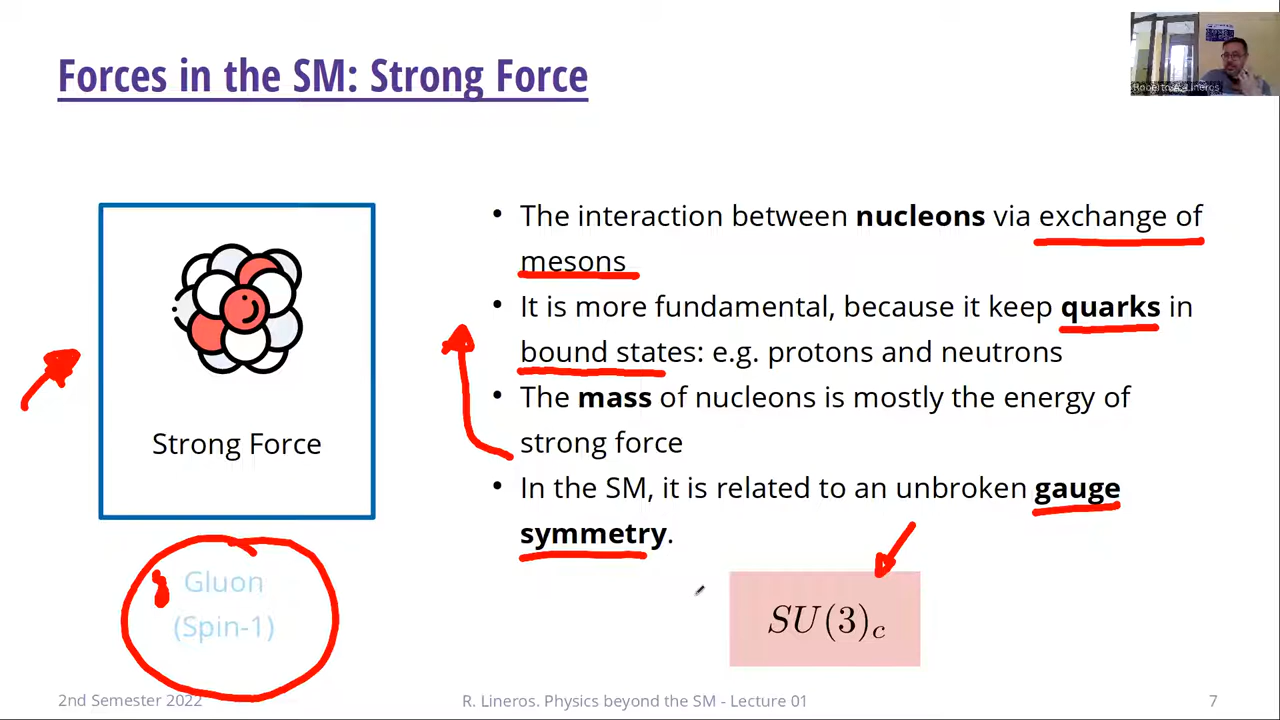 Forces in the SM: Strong Force
Roberto A. Lineros
Strong Force
Gluon
(Spin-1)
• The interaction between nucleons via exchange of
mesons
• It is more fundamental, because it keep quarks in
bound states: e.g. protons and neutrons
• The mass of nucleons is mostly the energy of
strong force
• In the SM, it is related to an unbroken gauge
symmetry.
SU(3)c
2nd Semester 2022
R. Lineros. Physics beyond the SM - Lecture 01
7